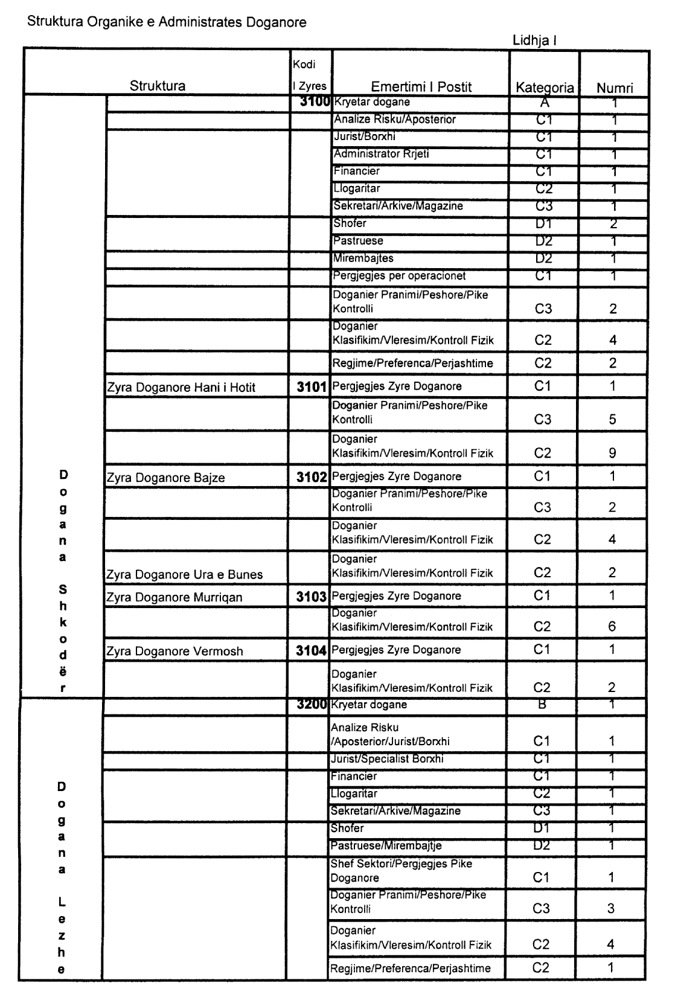 Struktura Organike e Administrates Doganore
Lidhja I
Struktura Kodi I Zyres Emertimi I Postit Kategoria Numri
Dogana Shkodër
3100 Kryetar dogane A 1
Analize Risku/Aposterior C1 1
Jurist/Borxhi C1 1
Administrator Rrjeti C1 1
Financier C1 1
Llogaritar C2 1
Sekretari/Arkive/Magazine C3 1
Shofer D1 2
Pastruese D2 1
Mirembajtes D2 1
Pergjegjes per operacionet C1 1
Doganier Pranimi/Peshore/Pike
Kontrolli C3 2
Doganier
Klasifikim/Vleresim/Kontroll Fizik C2 4
Regjime/Preferenca/Perjashtime C2 2
Zyra Doganore Hani i Hotit 3101 Pergjegjes Zyre Doganore C1 1
Doganier Pranimi/Peshore/Pike
Kontrolli C3 5
Doganier
Klasifikim/Vleresim/Kontroll Fizik C2 9
Zyra Doganore Bajze 3102 Pergjegjes Zyre Doganore C1 1
Doganier Pranimi/Peshore/Pike
Kontrolli C3 2
Doganier
Klasifikim/Vleresim/Kontroll Fizik C2 4
Doganier
Zyra Doganore Ura e Bunes Klasifikim/Vleresim/Kontroll Fizik C2 2
Zyra Doganore Murriqan 3103 Pergjegjes Zyre Doganore C1 1
Doganier
Klasifikim/Vleresim/Kontroll Fizik C2 6
Zyra Doganore Vermosh 3104 Pergjegjes Zyre Doganore C1 1
Doganier
Klasifikim/Vleresim/Kontroll Fizik C2 2
Dogana Lezhe
3200 Kryetar dogane B 1
Analize Risku
/Aposterior/Jurist/Borxhi C1 1
Jurist/Specialist Borxhi C1 1
Financier C1 1
Llogaritar C2 1
Sekretari/Arkive/Magazine C3 1
Shofer D1 1
Pastruese/Mirembajtje D2 1
Shef Sektori/Pergjegjes Pike
Doganore C1 1
Doganier Pranimi/Peshore/Pike
Kontrolli C3 3
Doganier
Klasifikim/Vleresim/Kontroll Fizik C2 4
Regjime/Preferenca/Perjashtime C2 1